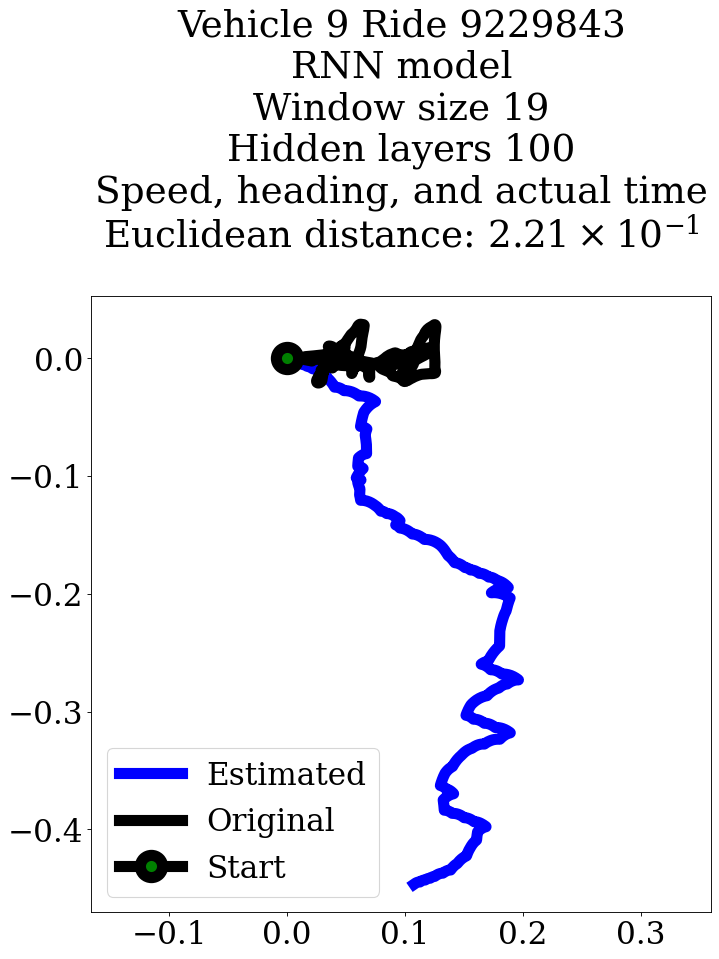 Vehicle 9 Ride 9229843
RNN model
Window size 19
Hidden layers 100
Speed, heading, and actual time
Euclidean distance: 2.21 × 10⁻¹
0.0
−0.1
−0.2
−0.3
−0.4
Estimated
Original
Start
−0.1 0.0 0.1 0.2 0.3